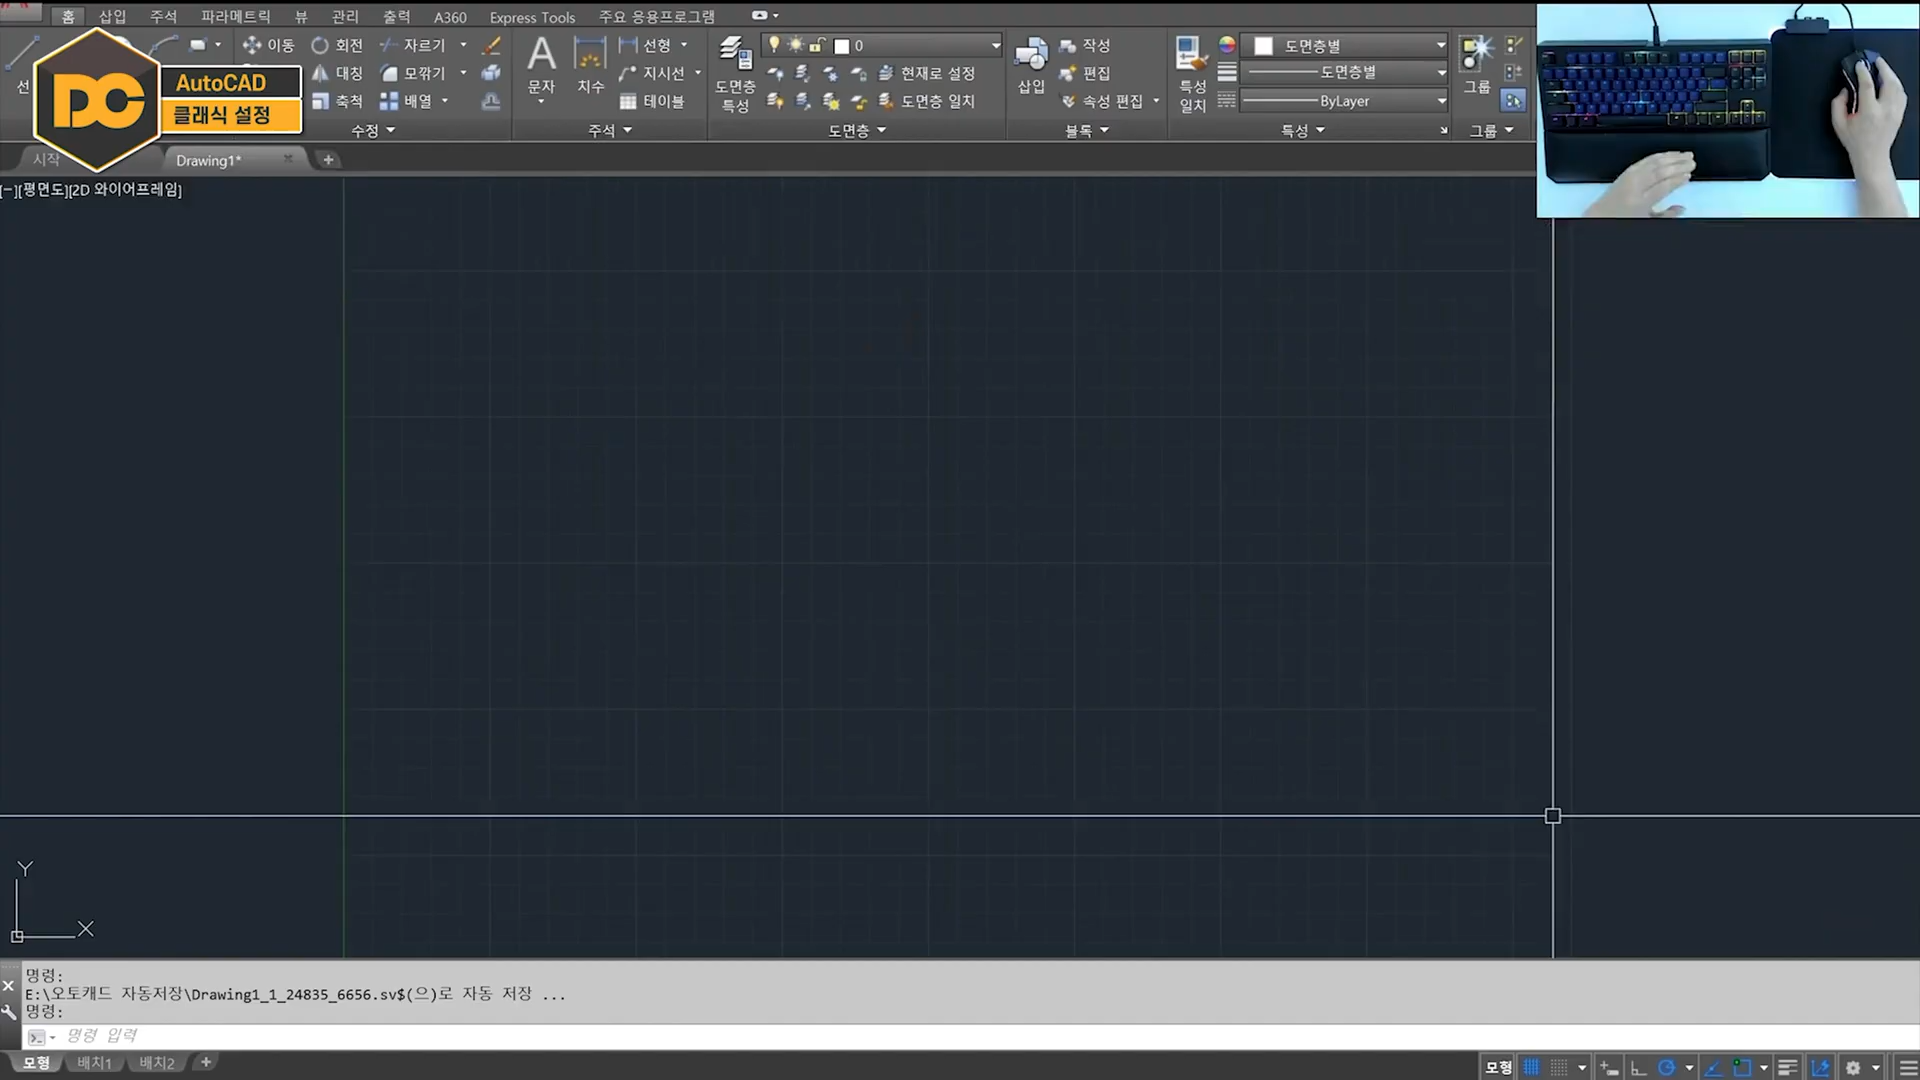 홈 삽입 주석 파라메트릭 뷰 관리 출력 A360 Express Tools 주요 응용프로그램
선
DC
AutoCAD
클래식 설정
이동 회전 자르기
대칭 모깎기
축척 배열
수정
문자 치수
선형
지시선
테이블
주석
도면층
특성
0
현재로 설정
도면층 일치
도면층
삽입
작성
편집
속성 편집
블록
특성
일치
도면층별
도면층별
ByLayer
특성
그룹
그룹
시작 Drawing1*
[−][평면도][2D 와이어프레임]
Y
X
명령:
E:\오토캐드 자동저장\Drawing1_1_24835_6656.sv$(으)로 자동 저장 ...
명령:
명령 입력
모형 배치1 배치2 +
모형